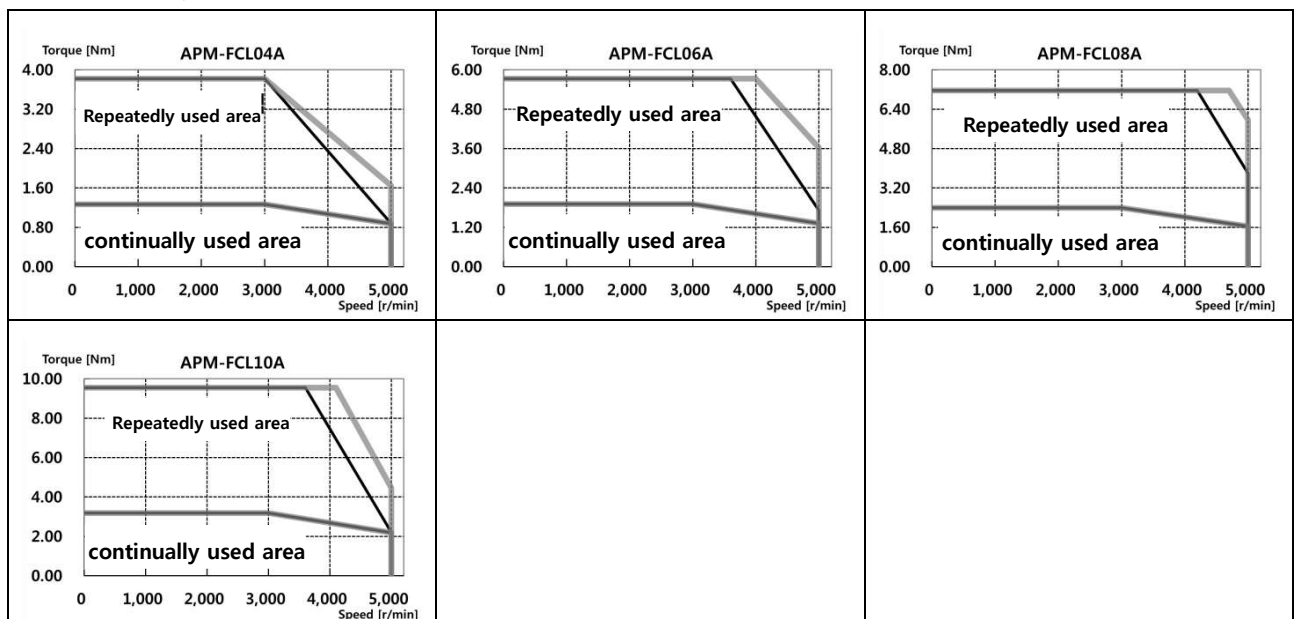 Torque [Nm] APM-FCL04A
4.00
3.20
2.40
1.60
0.80
0.00
Repeatedly used area
continually used area
0 1,000 2,000 3,000 4,000 5,000
Speed [r/min]
Torque [Nm] APM-FCL06A
6.00
4.80
3.60
2.40
1.20
0.00
Repeatedly used area
continually used area
0 1,000 2,000 3,000 4,000 5,000
Speed [r/min]
Torque [Nm] APM-FCL08A
8.00
6.40
4.80
3.20
1.60
0.00
Repeatedly used area
continually used area
0 1,000 2,000 3,000 4,000 5,000
Speed [r/min]
Torque [Nm] APM-FCL10A
10.00
8.00
6.00
4.00
2.00
0.00
Repeatedly used area
continually used area
0 1,000 2,000 3,000 4,000 5,000
Speed [r/min]